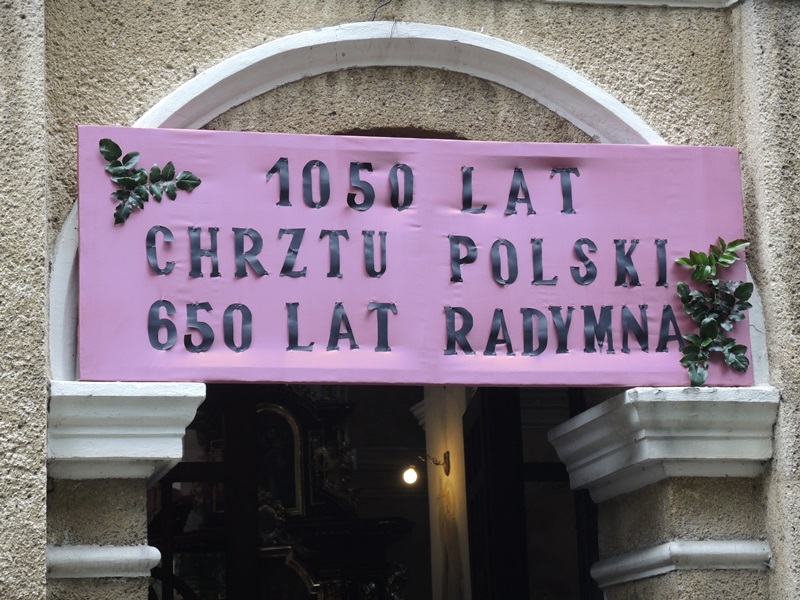 1050 LAT
CHRZTU POLSKI
650 LAT RADYMNA